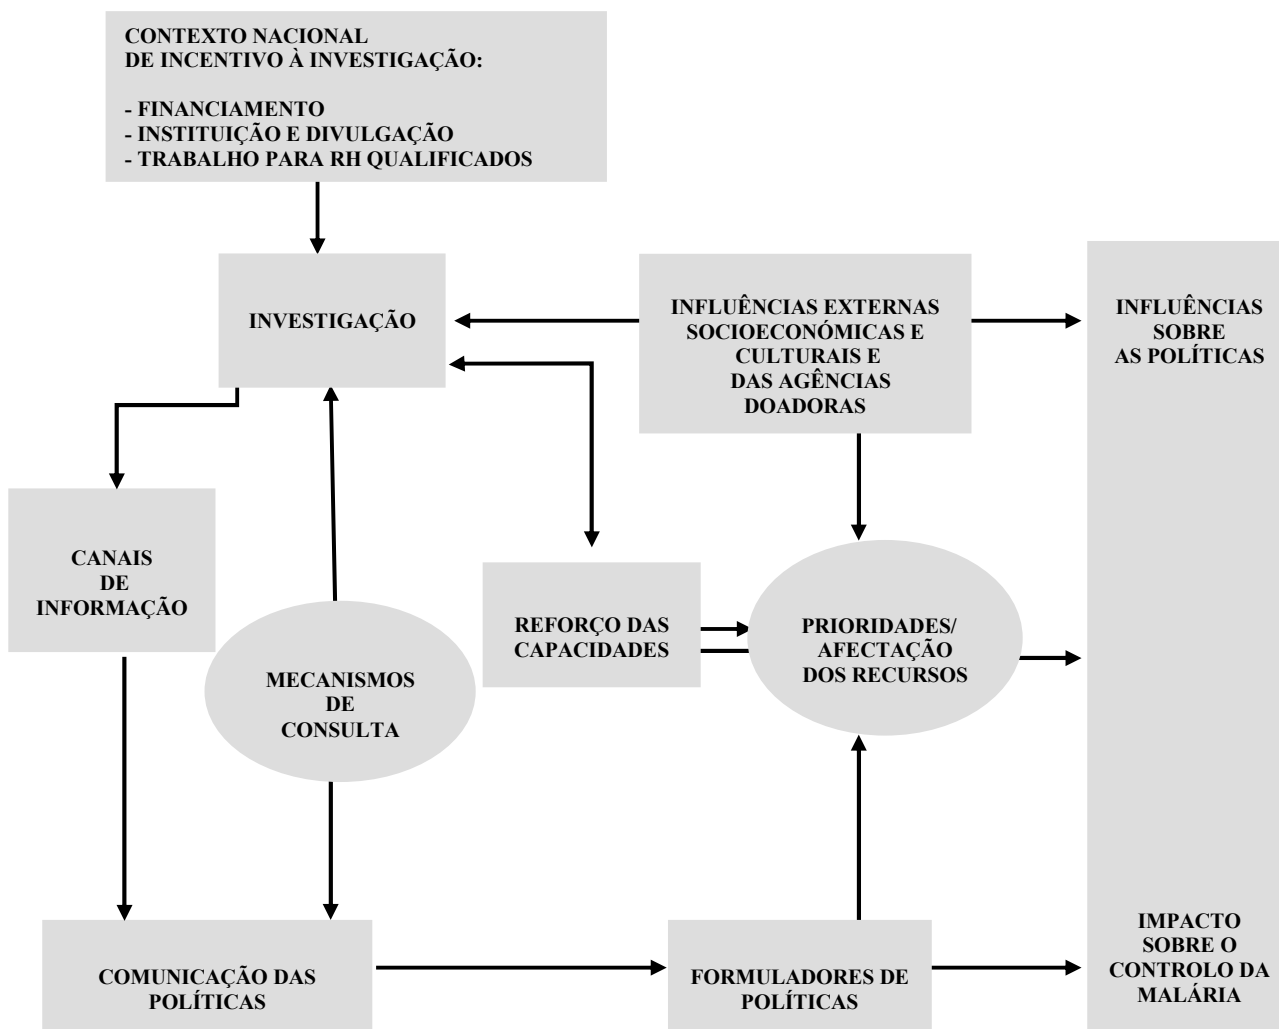 CONTEXTO NACIONAL
DE INCENTIVO À INVESTIGAÇÃO:
- FINANCIAMENTO
- INSTITUIÇÃO E DIVULGAÇÃO
- TRABALHO PARA RH QUALIFICADOS
INVESTIGAÇÃO
INFLUÊNCIAS EXTERNAS
SOCIOECONÓMICAS E
CULTURAIS E
DAS AGÊNCIAS
DOADORAS
INFLUÊNCIAS
SOBRE
AS POLÍTICAS
CANAIS
DE
INFORMAÇÃO
MECANISMOS
DE
CONSULTA
REFORÇO DAS
CAPACIDADES
PRIORIDADES/
AFECTAÇÃO
DOS RECURSOS
COMUNICAÇÃO DAS
POLÍTICAS
FORMULADORES DE
POLÍTICAS
IMPACTO
SOBRE O
CONTROLO DA
MALÁRIA